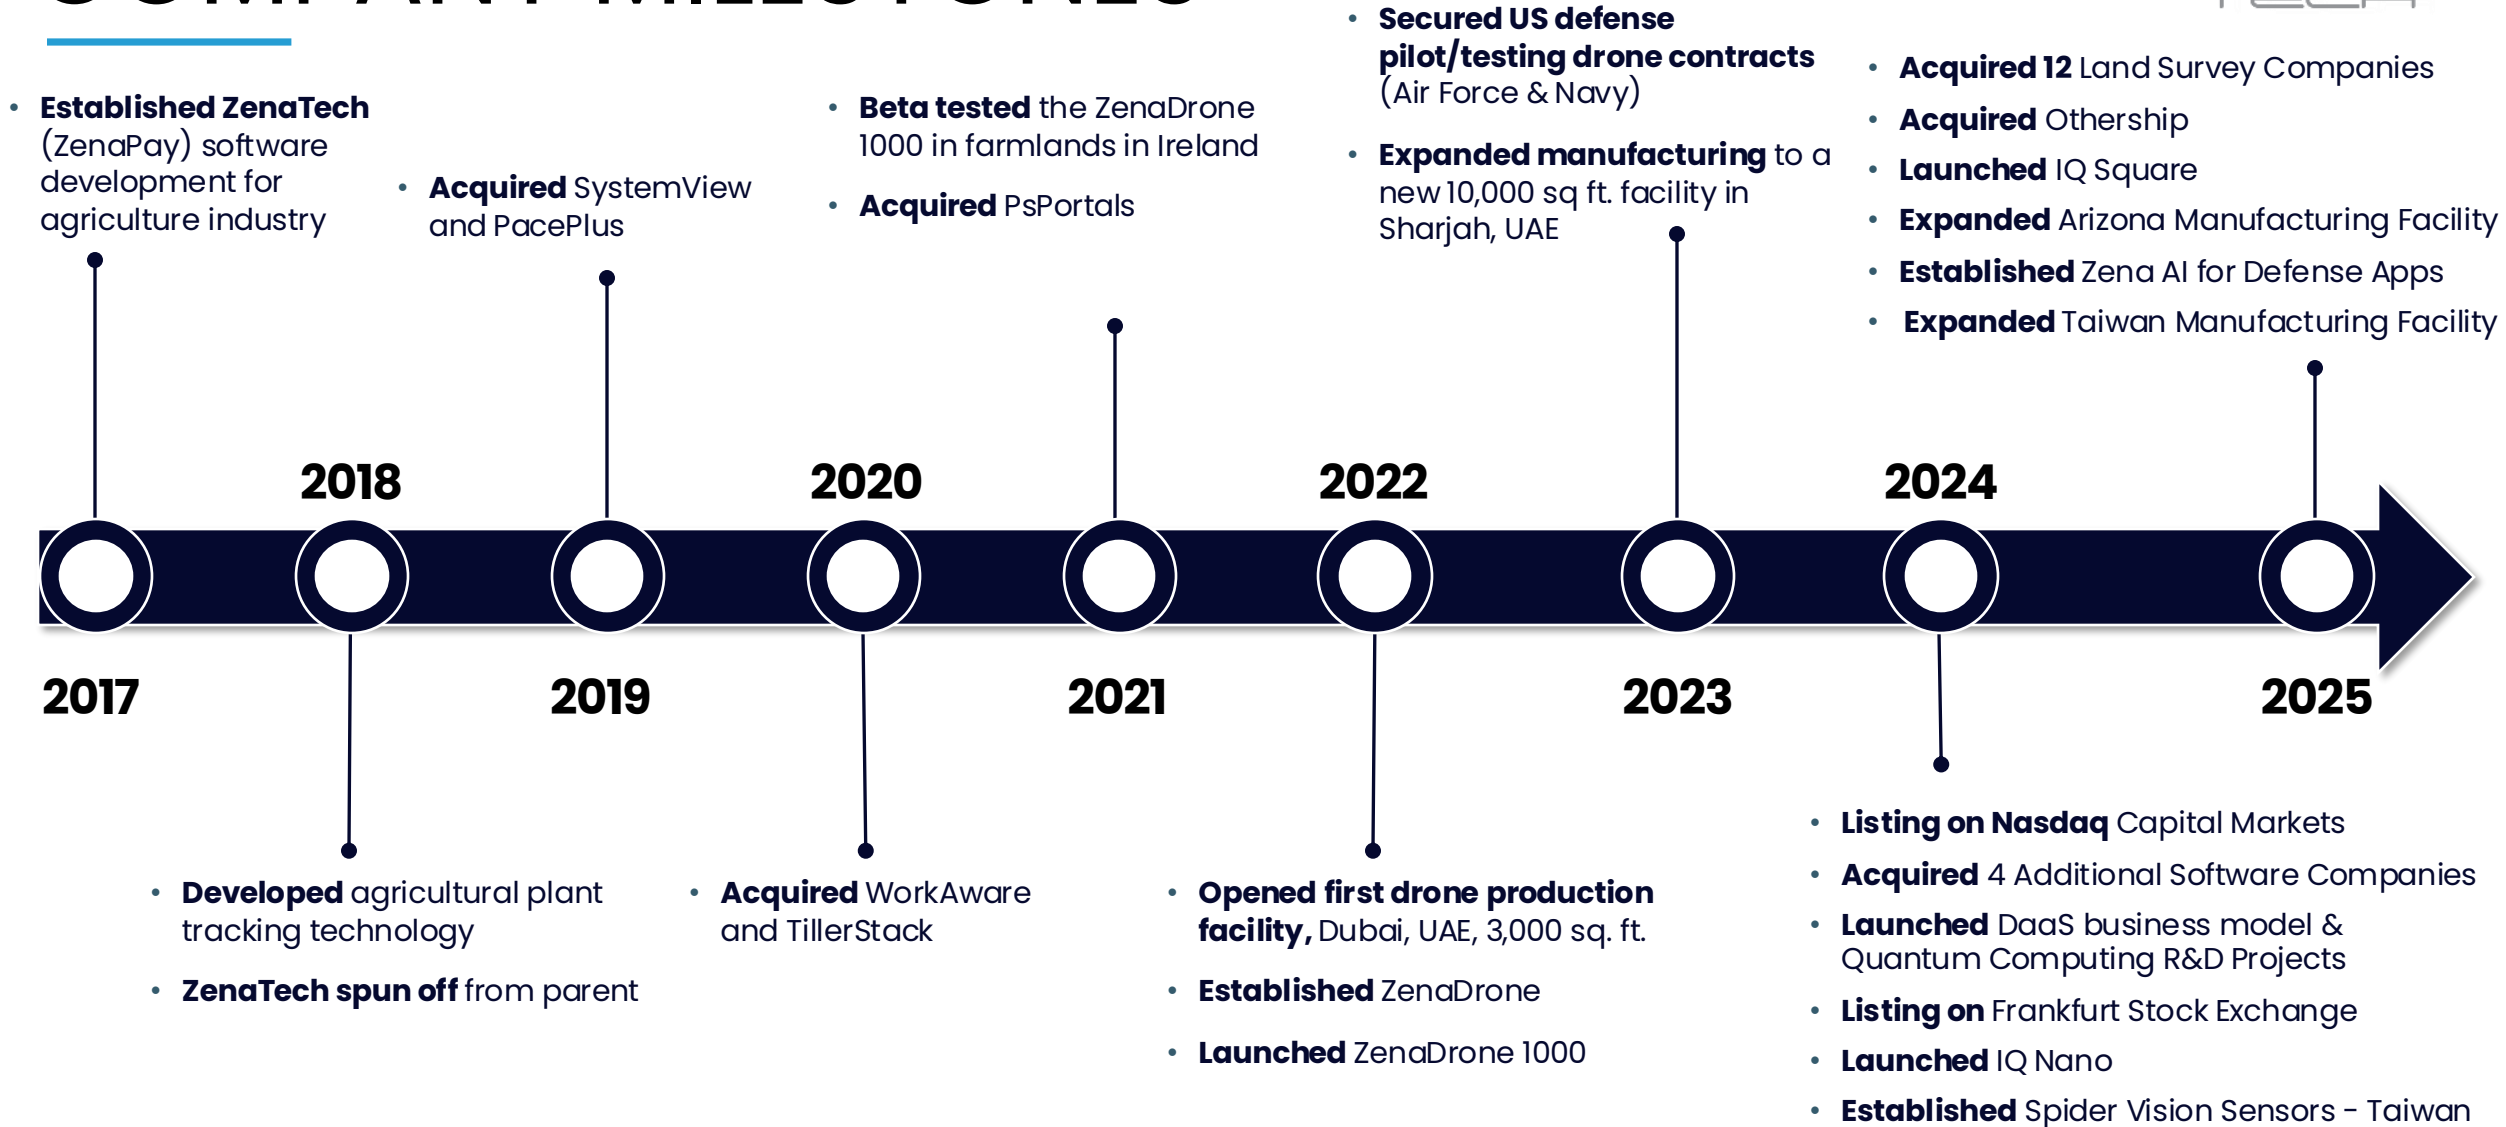 COMPANY MILESTONES
TECH
• Established ZenaTech
(ZenaPay) software
development for
agriculture industry
• Acquired SystemView
and PacePlus
• Beta tested the ZenaDrone
1000 in farmlands in Ireland
• Acquired PsPortals
• Secured US defense
pilot/testing drone contracts
(Air Force & Navy)
• Expanded manufacturing to a
new 10,000 sq ft. facility in
Sharjah, UAE
• Acquired 12 Land Survey Companies
• Acquired Othership
• Launched IQ Square
• Expanded Arizona Manufacturing Facility
• Established Zena AI for Defense Apps
• Expanded Taiwan Manufacturing Facility
2018
2020
2022
2024
2017
2019
2021
2023
2025
• Developed agricultural plant
tracking technology
• ZenaTech spun off from parent
• Acquired WorkAware
and TillerStack
• Opened first drone production
facility, Dubai, UAE, 3,000 sq. ft.
• Established ZenaDrone
• Launched ZenaDrone 1000
• Listing on Nasdaq Capital Markets
• Acquired 4 Additional Software Companies
• Launched DaaS business model &
Quantum Computing R&D Projects
• Listing on Frankfurt Stock Exchange
• Launched IQ Nano
• Established Spider Vision Sensors - Taiwan